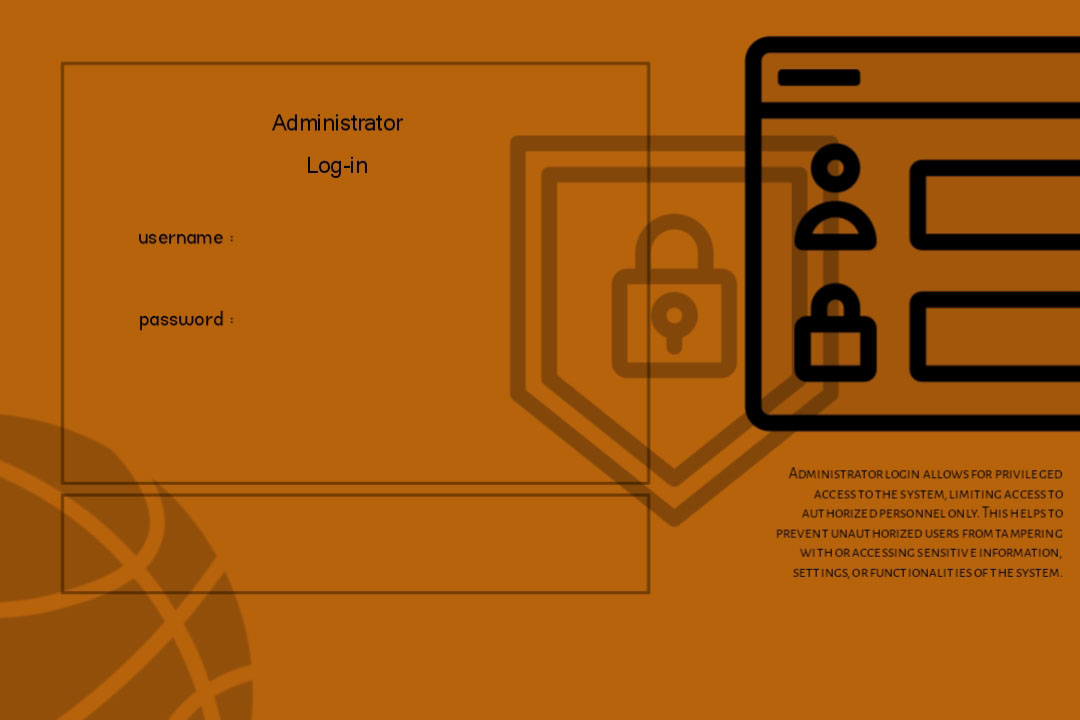 Administrator
Log-in
username :
password :
Administrator login allows for privileged
access to the system, limiting access to
authorized personnel only. This helps to
prevent unauthorized users from tampering
with or accessing sensitive information,
settings, or functionalities of the system.